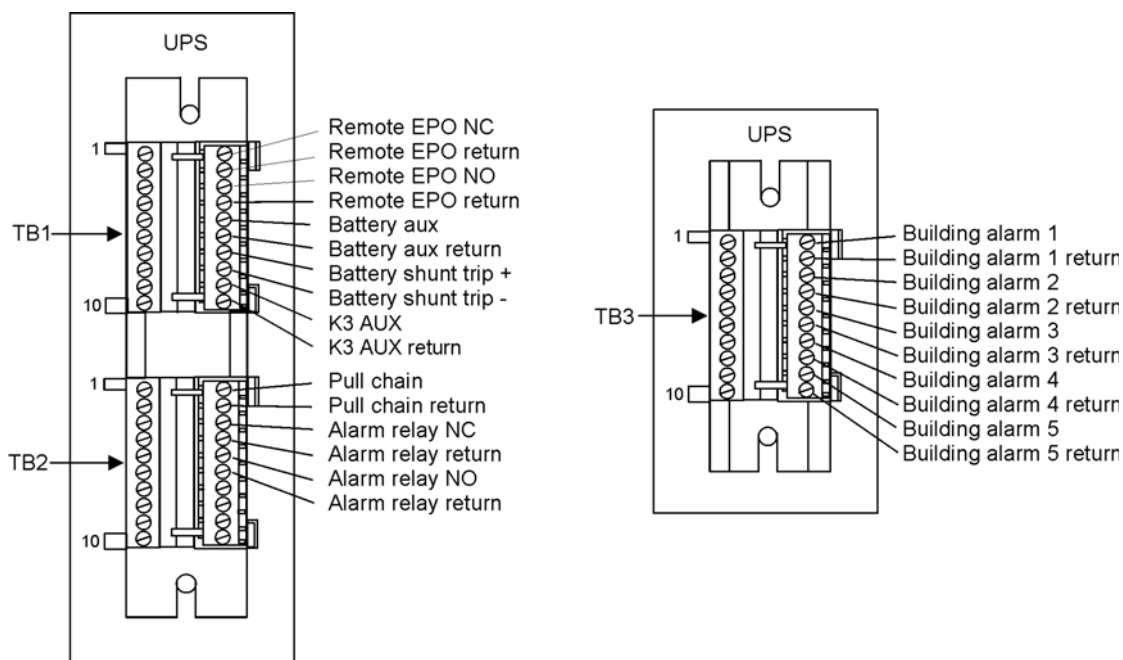 UPS
1
TB1
10
Remote EPO NC
Remote EPO return
Remote EPO NO
Remote EPO return
Battery aux
Battery aux return
Battery shunt trip +
Battery shunt trip -
K3 AUX
K3 AUX return
1
TB2
10
Pull chain
Pull chain return
Alarm relay NC
Alarm relay return
Alarm relay NO
Alarm relay return
UPS
1
TB3
10
Building alarm 1
Building alarm 1 return
Building alarm 2
Building alarm 2 return
Building alarm 3
Building alarm 3 return
Building alarm 4
Building alarm 4 return
Building alarm 5
Building alarm 5 return